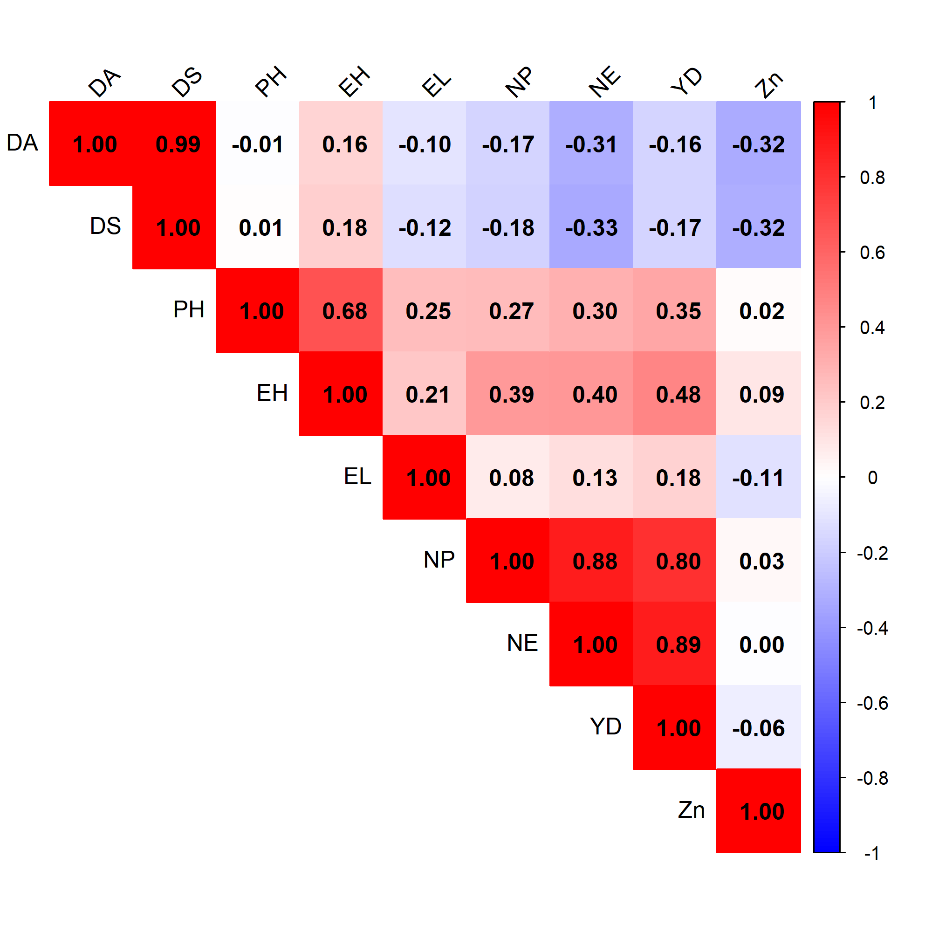 DA DS PH EH EL NP NE YD Zn
DA 1.00 0.99 -0.01 0.16 -0.10 -0.17 -0.31 -0.16 -0.32
DS 1.00 0.01 0.18 -0.12 -0.18 -0.33 -0.17 -0.32
PH 1.00 0.68 0.25 0.27 0.30 0.35 0.02
EH 1.00 0.21 0.39 0.40 0.48 0.09
EL 1.00 0.08 0.13 0.18 -0.11
NP 1.00 0.88 0.80 0.03
NE 1.00 0.89 0.00
YD 1.00 -0.06
Zn 1.00
1
0.8
0.6
0.4
0.2
0
-0.2
-0.4
-0.6
-0.8
-1